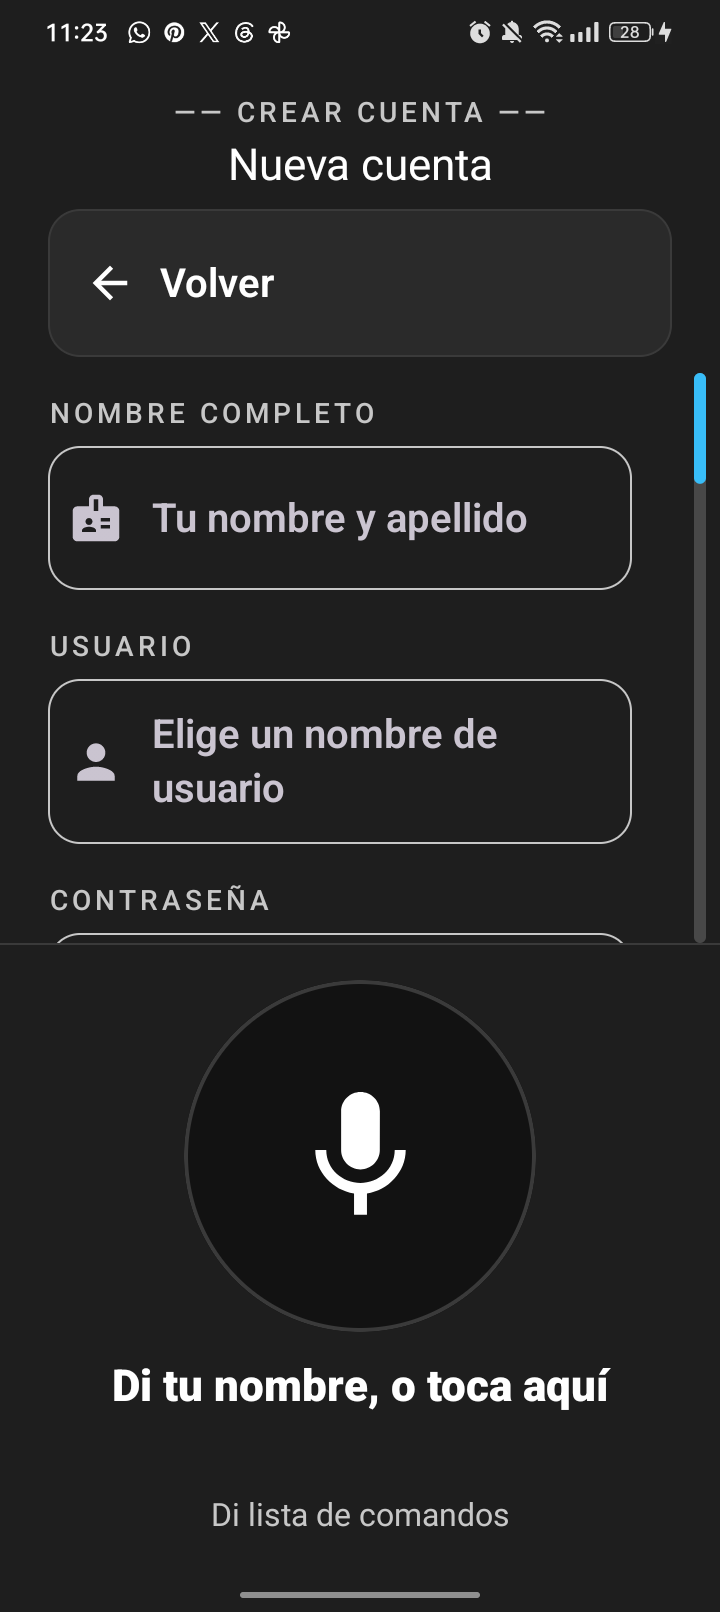 11:23
28
—— CREAR CUENTA ——
Nueva cuenta
Volver
NOMBRE COMPLETO
Tu nombre y apellido
USUARIO
Elige un nombre de
usuario
CONTRASEÑA
Di tu nombre, o toca aquí
Di lista de comandos